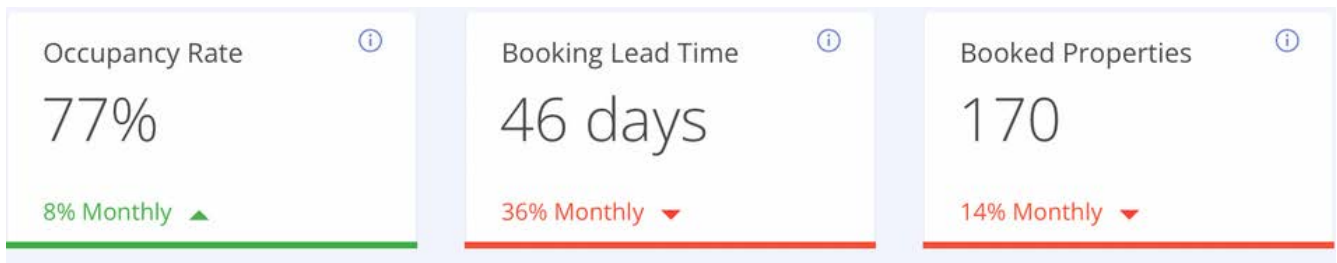 Occupancy Rate
77%
8% Monthly
Booking Lead Time
46 days
36% Monthly
Booked Properties
170
14% Monthly